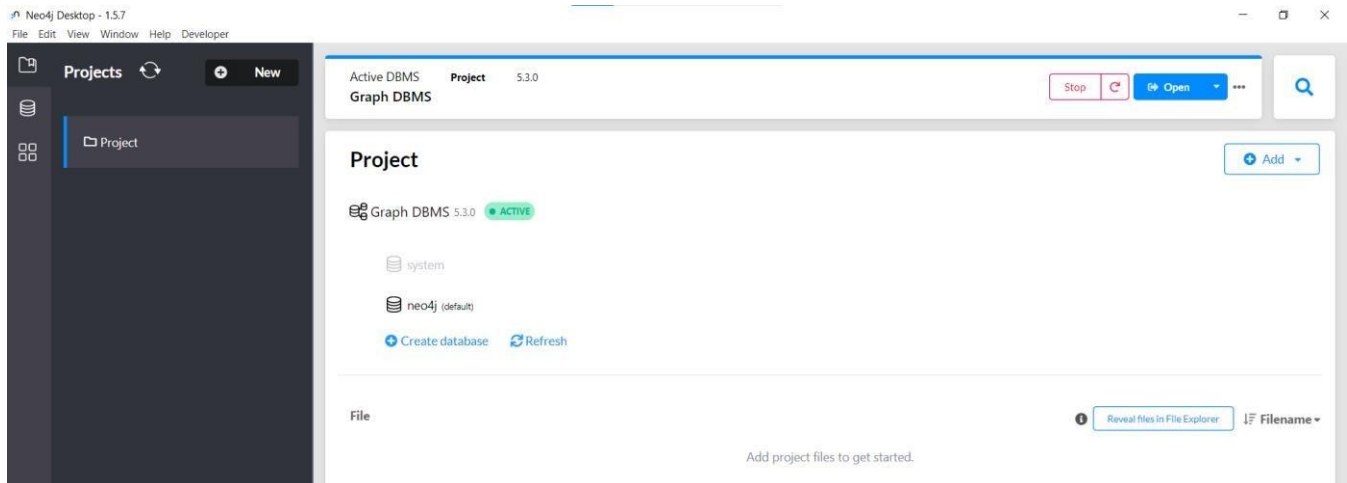 Neo4j Desktop - 1.5.7
File Edit View Window Help Developer
Projects New
Project
Active DBMS Project 5.3.0
Graph DBMS
Stop Open
Project
Add
Graph DBMS 5.3.0 ACTIVE
system
neo4j (default)
Create database Refresh
File
Reveal files in File Explorer Filename
Add project files to get started.